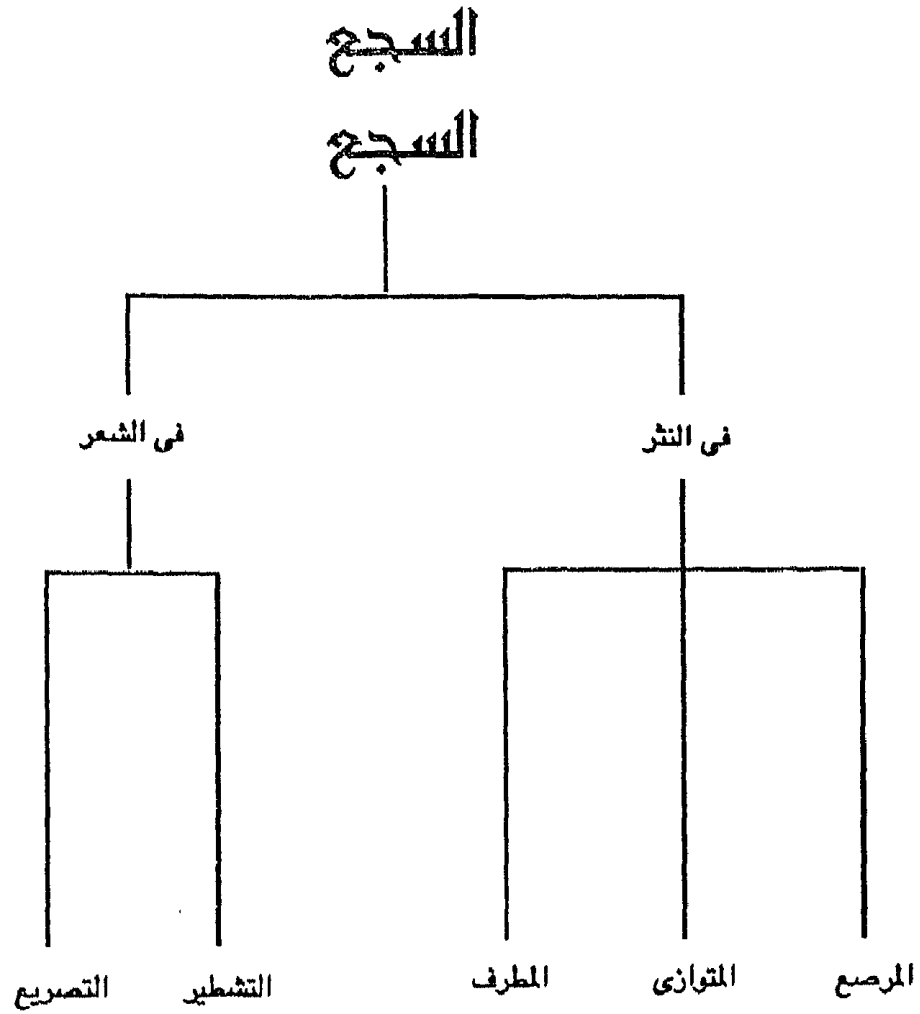 السجع
السجع
فى النثر
فى الشعر
المرصع
المتوازى
المطرف
التشطير
التصريع